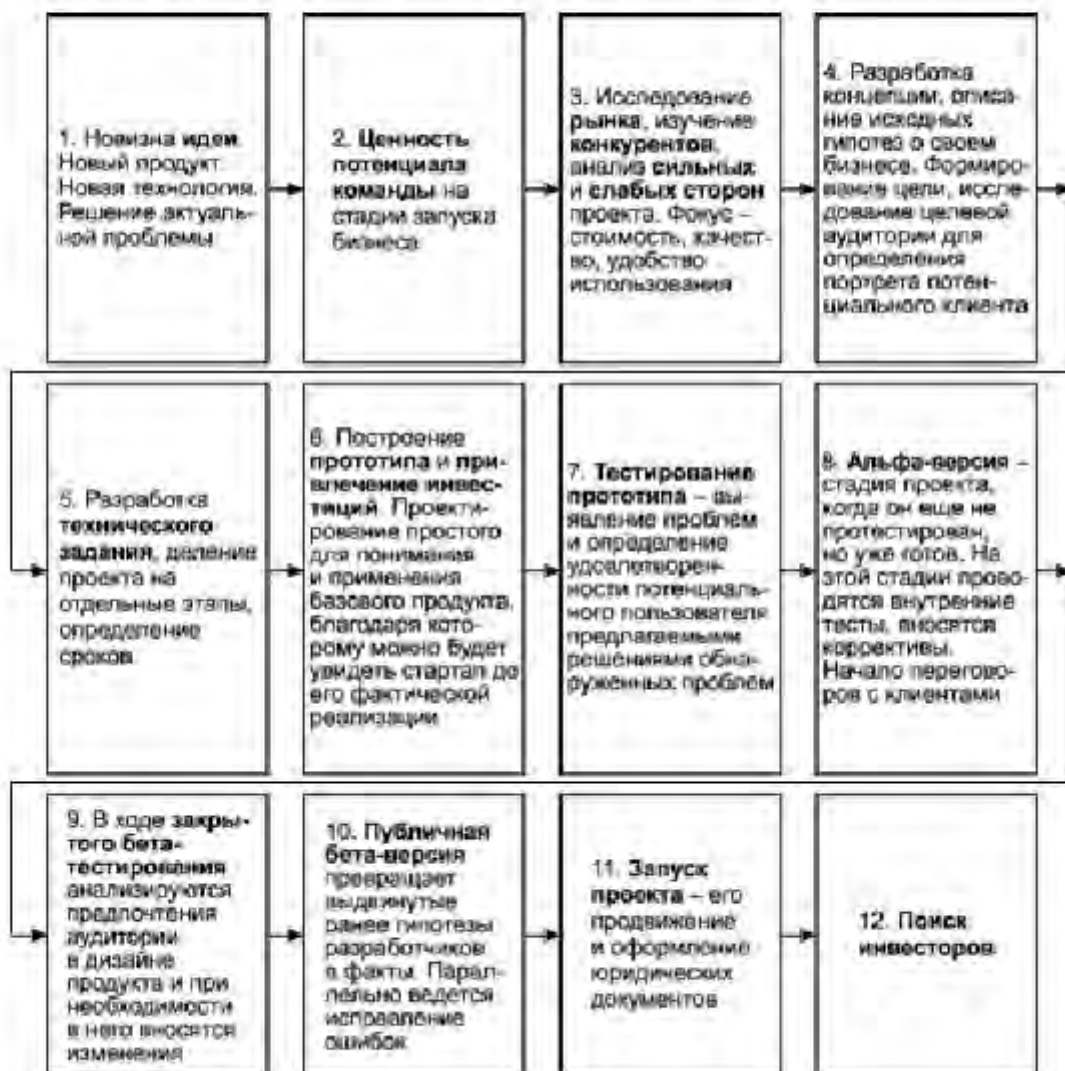 1. Новизна идеи
Новый продукт.
Новая технология.
Решение актуаль-
ной проблемы
2. Ценность
потенциала
команды на
стадии запуска
бизнеса
3. Исследование
рынка, изучение
конкурентов,
анализ сильных
и слабых сторон
проекта. Фокус –
стоимость, качест-
во, удобство
использования
4. Разработка
концепции, описа-
ние исходных
гипотез о своем
бизнесе. Формиро-
вание цели, иссле-
дование целевой
аудитории для
определения
портрета потен-
циального клиента
5. Разработка
технического
задания, деление
проекта на
отдельные этапы,
определение
сроков
6. Построение
прототипа и при-
влечение инвес-
тиций. Проекти-
рование простого
для понимания
и применения
базового продукта,
благодаря кото-
рому можно будет
увидеть стартап до
его фактической
реализации
7. Тестирование
прототипа – вы-
явление проблем
и определение
удовлетворен-
ности потенциаль-
ного пользователя
предлагаемыми
решениями обна-
руженных проблем
8. Альфа-версия –
стадия проекта,
когда он еще не
протестирован,
но уже готов. На
этой стадии прово-
дятся внутренние
тесты, вносятся
коррективы.
Начало перегово-
ров с клиентами
9. В ходе закры-
того бета-
тестирования
анализируются
предпочтения
аудитории
в дизайне
продукта и при
необходимости
в него вносятся
изменения
10. Публичная
бета-версия
превращает
выдвинутые
ранее гипотезы
разработчиков
в факты. Парал-
лельно ведется
исправление
ошибок
11. Запуск
проекта – его
продвижение
и оформление
юридических
документов
12. Поиск
инвесторов